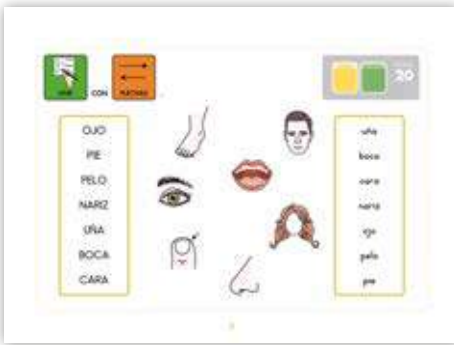 CON
20
OJO
PIE
PELO
NARIZ
UÑA
BOCA
CARA
uña
boca
cara
nariz
ojo
pelo
pie